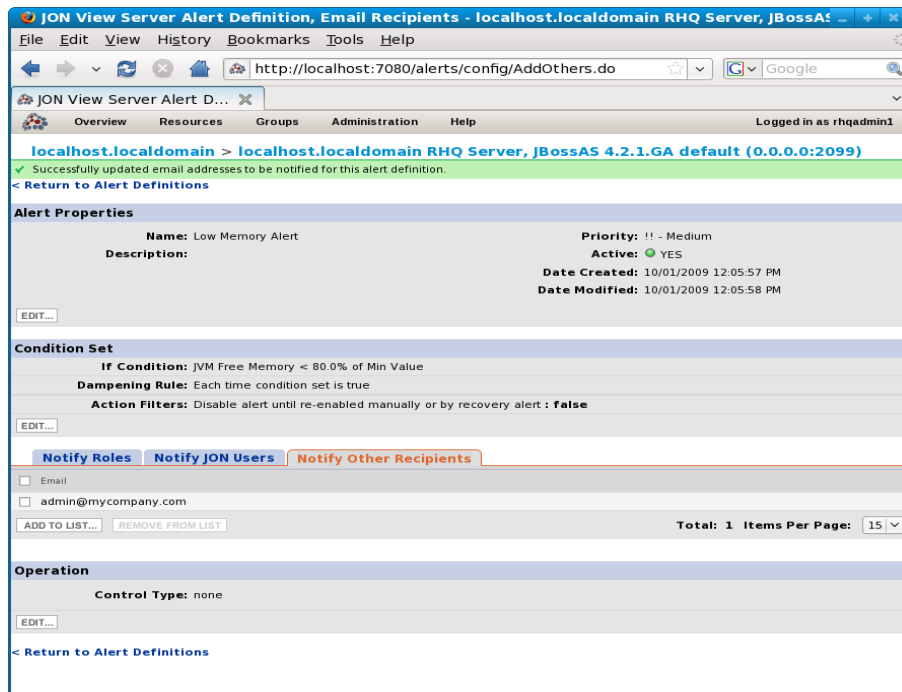 JON View Server Alert Definition, Email Recipients - localhost.localdomain RHQ Server, JBossAS
File Edit View History Bookmarks Tools Help
http://localhost:7080/alerts/config/AddOthers.do G Google
JON View Server Alert D...
Overview Resources Groups Administration Help Logged in as rhqadmin1
localhost.localdomain > localhost.localdomain RHQ Server, JBossAS 4.2.1.GA default (0.0.0.0:2099)
Successfully updated email addresses to be notified for this alert definition.
< Return to Alert Definitions
Alert Properties
Name: Low Memory Alert Priority: !! - Medium
Description: Active: YES
Date Created: 10/01/2009 12:05:57 PM
Date Modified: 10/01/2009 12:05:58 PM
EDIT...
Condition Set
If Condition: JVM Free Memory < 80.0% of Min Value
Dampening Rule: Each time condition set is true
Action Filters: Disable alert until re-enabled manually or by recovery alert : false
EDIT...
Notify Roles Notify JON Users Notify Other Recipients
Email
admin@mycompany.com
ADD TO LIST... REMOVE FROM LIST Total: 1 Items Per Page: 15
Operation
Control Type: none
EDIT...
< Return to Alert Definitions